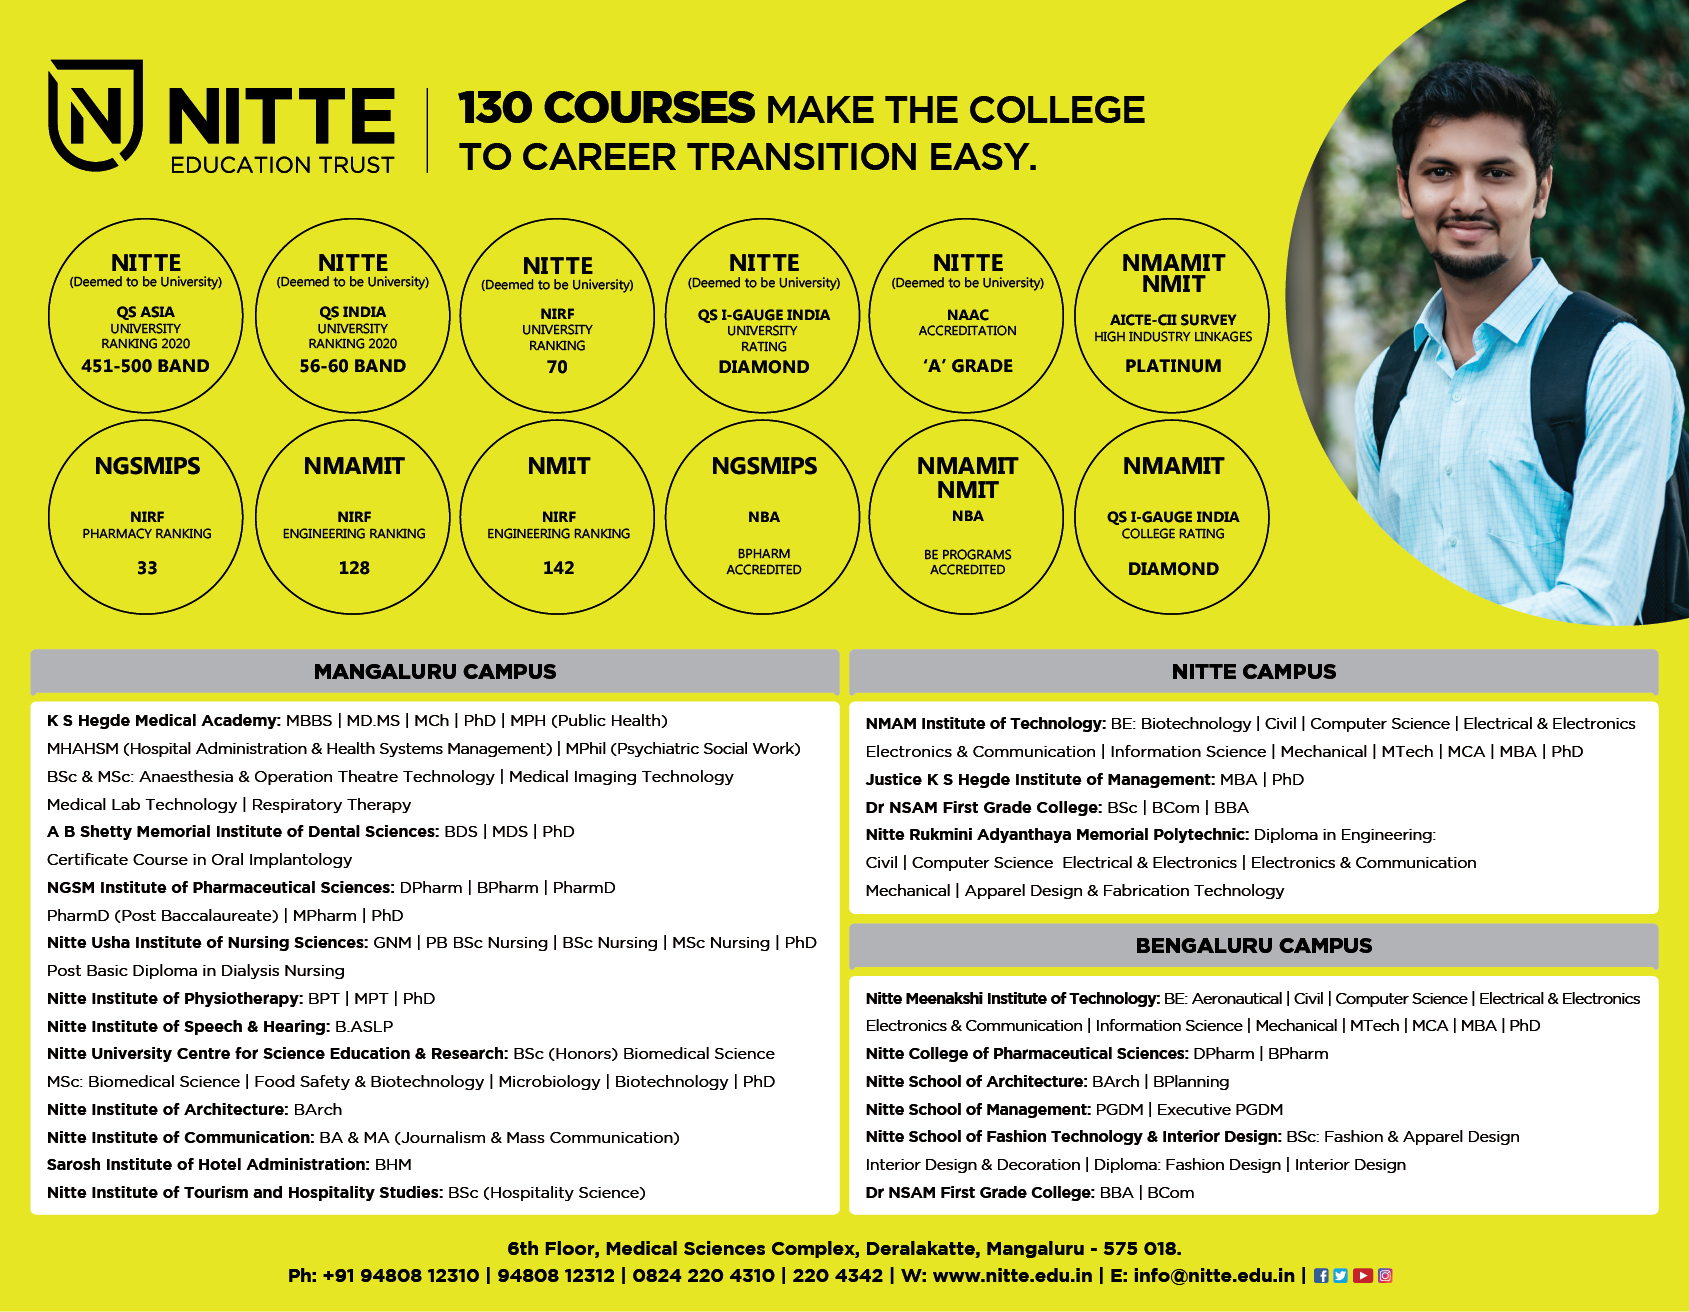 NITTE
EDUCATION TRUST
130 COURSES MAKE THE COLLEGE
TO CAREER TRANSITION EASY.
NITTE
(Deemed to be University)
QS ASIA
UNIVERSITY
RANKING 2020
451-500 BAND
NITTE
(Deemed to be University)
QS INDIA
UNIVERSITY
RANKING 2020
56-60 BAND
NITTE
(Deemed to be University)
NIRF
UNIVERSITY
RANKING
70
NITTE
(Deemed to be University)
QS I-GAUGE INDIA
UNIVERSITY
RATING
DIAMOND
NITTE
(Deemed to be University)
NAAC
ACCREDITATION
‘A’ GRADE
NMAMIT
NMIT
AICTE-CII SURVEY
HIGH INDUSTRY LINKAGES
PLATINUM
NGSMIPS
NIRF
PHARMACY RANKING
33
NMAMIT
NIRF
ENGINEERING RANKING
128
NMIT
NIRF
ENGINEERING RANKING
142
NGSMIPS
NBA
BPHARM
ACCREDITED
NMAMIT
NMIT
NBA
BE PROGRAMS
ACCREDITED
NMAMIT
QS I-GAUGE INDIA
COLLEGE RATING
DIAMOND
MANGALURU CAMPUS
K S Hegde Medical Academy: MBBS | MD.MS | MCh | PhD | MPH (Public Health)
MHAHSM (Hospital Administration & Health Systems Management) | MPhil (Psychiatric Social Work)
BSc & MSc: Anaesthesia & Operation Theatre Technology | Medical Imaging Technology
Medical Lab Technology | Respiratory Therapy
A B Shetty Memorial Institute of Dental Sciences: BDS | MDS | PhD
Certificate Course in Oral Implantology
NGSM Institute of Pharmaceutical Sciences: DPharm | BPharm | PharmD
PharmD (Post Baccalaureate) | MPharm | PhD
Nitte Usha Institute of Nursing Sciences: GNM | PB BSc Nursing | BSc Nursing | MSc Nursing | PhD
Post Basic Diploma in Dialysis Nursing
Nitte Institute of Physiotherapy: BPT | MPT | PhD
Nitte Institute of Speech & Hearing: B.ASLP
Nitte University Centre for Science Education & Research: BSc (Honors) Biomedical Science
MSc: Biomedical Science | Food Safety & Biotechnology | Microbiology | Biotechnology | PhD
Nitte Institute of Architecture: BArch
Nitte Institute of Communication: BA & MA (Journalism & Mass Communication)
Sarosh Institute of Hotel Administration: BHM
Nitte Institute of Tourism and Hospitality Studies: BSc (Hospitality Science)
NITTE CAMPUS
NMAM Institute of Technology: BE: Biotechnology | Civil | Computer Science | Electrical & Electronics
Electronics & Communication | Information Science | Mechanical | MTech | MCA | MBA | PhD
Justice K S Hegde Institute of Management: MBA | PhD
Dr NSAM First Grade College: BSc | BCom | BBA
Nitte Rukmini Adyanthaya Memorial Polytechnic: Diploma in Engineering:
Civil | Computer Science Electrical & Electronics | Electronics & Communication
Mechanical | Apparel Design & Fabrication Technology
BENGALURU CAMPUS
Nitte Meenakshi Institute of Technology: BE: Aeronautical | Civil | Computer Science | Electrical & Electronics
Electronics & Communication | Information Science | Mechanical | MTech | MCA | MBA | PhD
Nitte College of Pharmaceutical Sciences: DPharm | BPharm
Nitte School of Architecture: BArch | BPlanning
Nitte School of Management: PGDM | Executive PGDM
Nitte School of Fashion Technology & Interior Design: BSc: Fashion & Apparel Design
Interior Design & Decoration | Diploma: Fashion Design | Interior Design
Dr NSAM First Grade College: BBA | BCom
6th Floor, Medical Sciences Complex, Deralakatte, Mangaluru - 575 018.
Ph: +91 94808 12310 | 94808 12312 | 0824 220 4310 | 220 4342 | W: www.nitte.edu.in | E: info@nitte.edu.in |